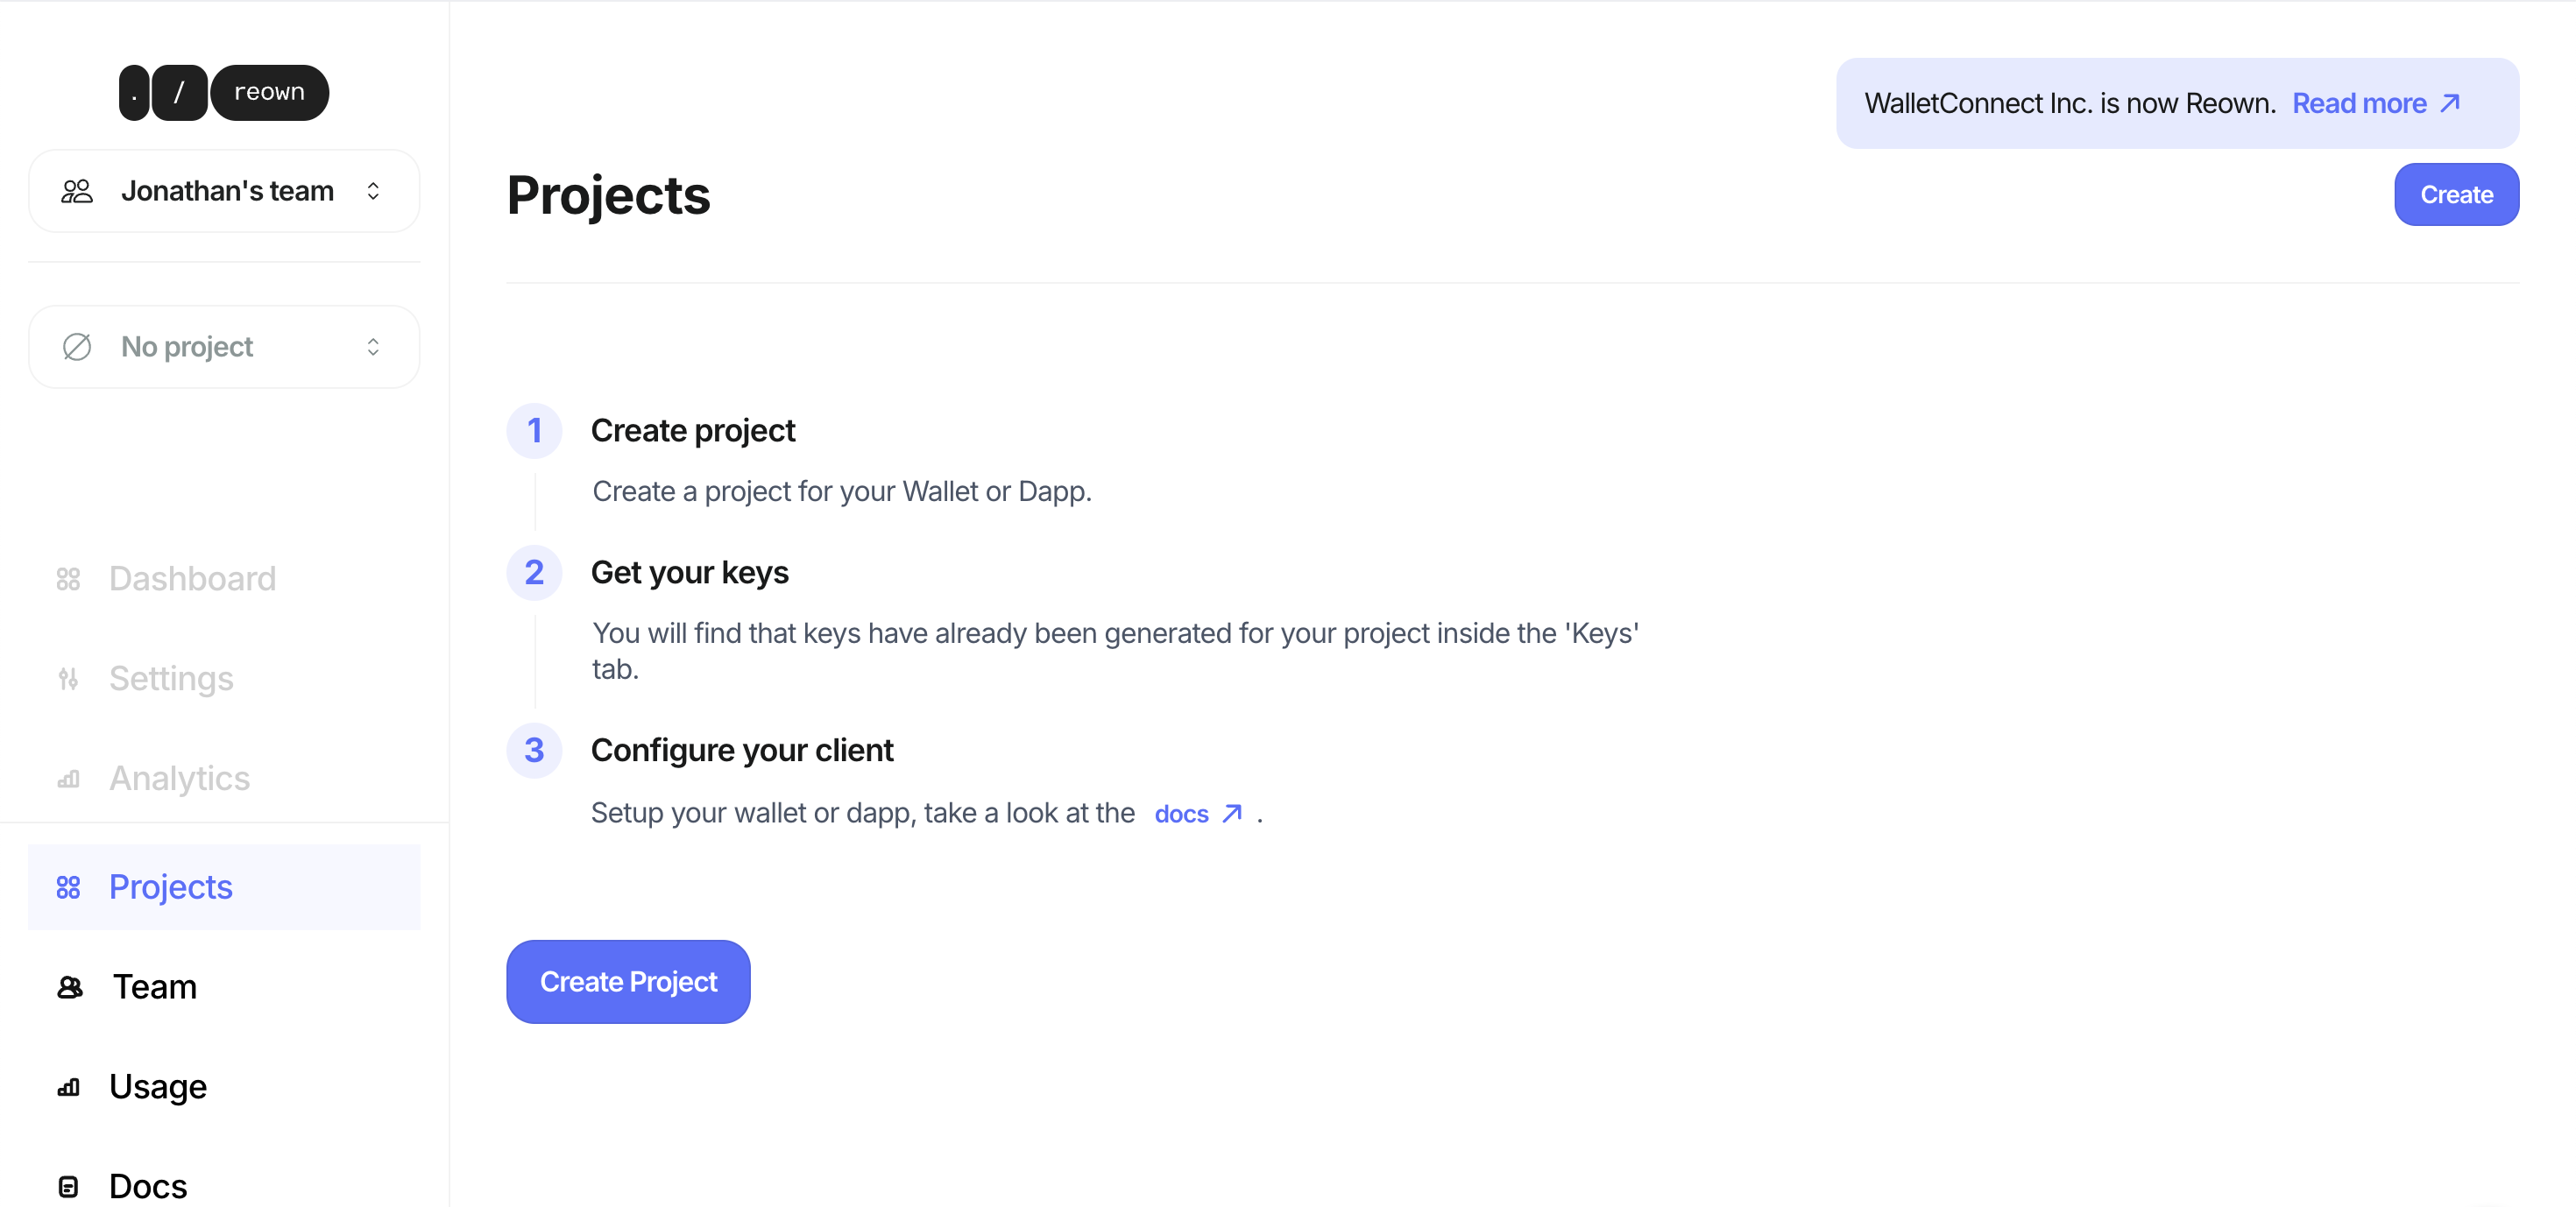 . / reown
Jonathan's team
No project
Dashboard
Settings
Analytics
Projects
Team
Usage
Docs
WalletConnect Inc. is now Reown. Read more
Projects
Create
1 Create project
Create a project for your Wallet or Dapp.
2 Get your keys
You will find that keys have already been generated for your project inside the 'Keys'
tab.
3 Configure your client
Setup your wallet or dapp, take a look at the docs .
Create Project